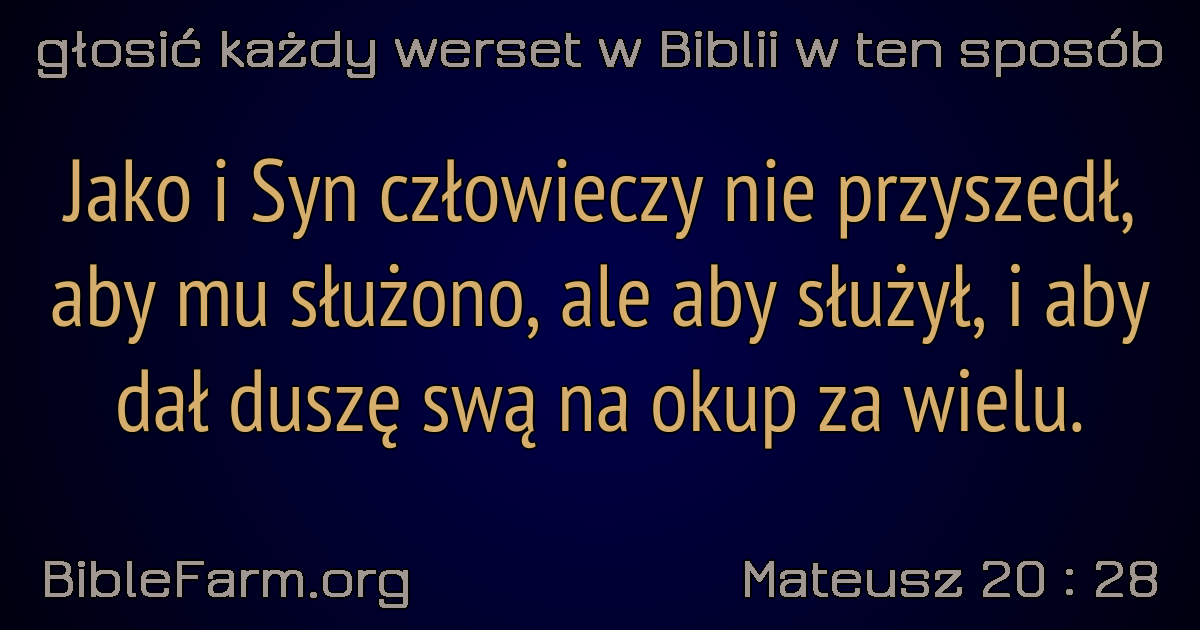 głosić każdy werset w Biblii w ten sposób
Jako i Syn człowieczy nie przyszedł,
aby mu służono, ale aby służył, i aby
dał duszę swą na okup za wielu.
BibleFarm.org
Mateusz 20 : 28